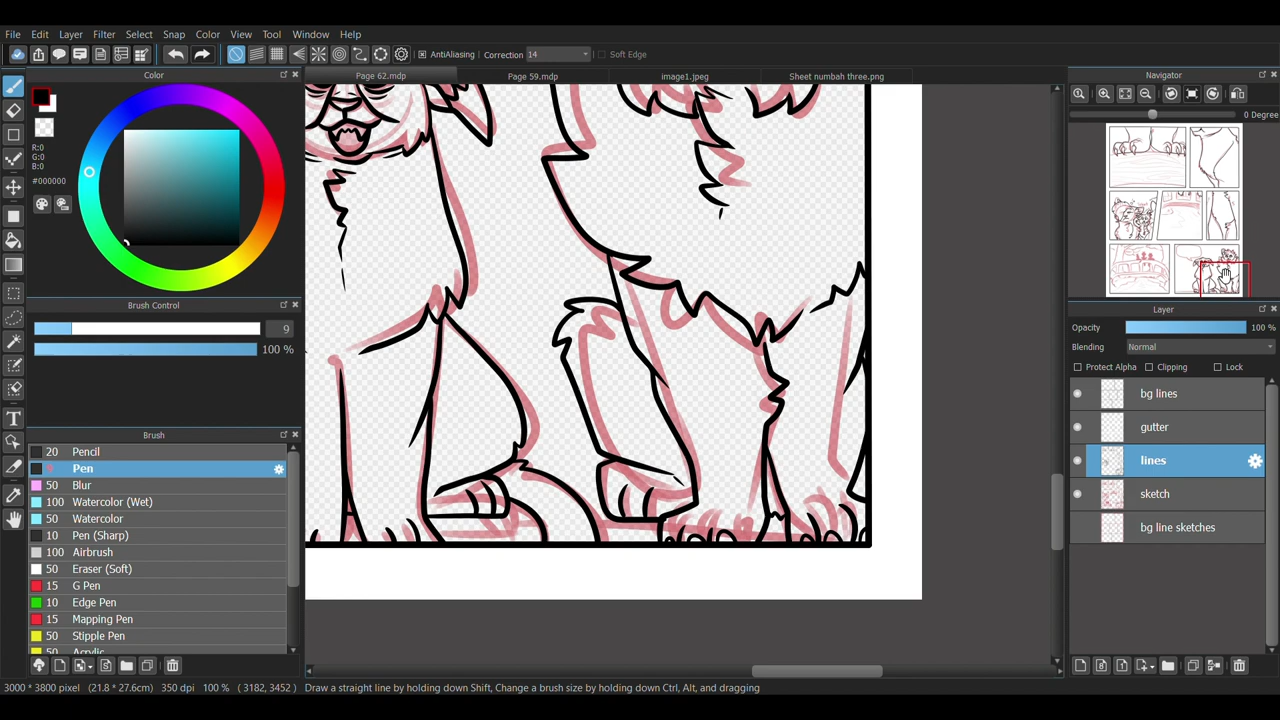 File Edit Layer Filter Select Snap Color View Tool Window Help
AntiAliasing Correction 14 Soft Edge
Color
Page 62.mdp Page 59.mdp image1.jpeg Sheet numbah three.png
Navigator
0 Degree
R:0
G:0
B:0
#000000
Brush Control
9
100 %
Layer
Opacity 100 %
Blending Normal
Protect Alpha Clipping Lock
bg lines
gutter
lines
sketch
bg line sketches
Brush
20 Pencil
9 Pen
50 Blur
100 Watercolor (Wet)
50 Watercolor
10 Pen (Sharp)
100 Airbrush
50 Eraser (Soft)
15 G Pen
10 Edge Pen
15 Mapping Pen
50 Stipple Pen
50 Acrylic
3000 * 3800 pixel (21.8 * 27.6cm) 350 dpi 100 % ( 3182, 3452 ) Draw a straight line by holding down Shift, Change a brush size by holding down Ctrl, Alt, and dragging